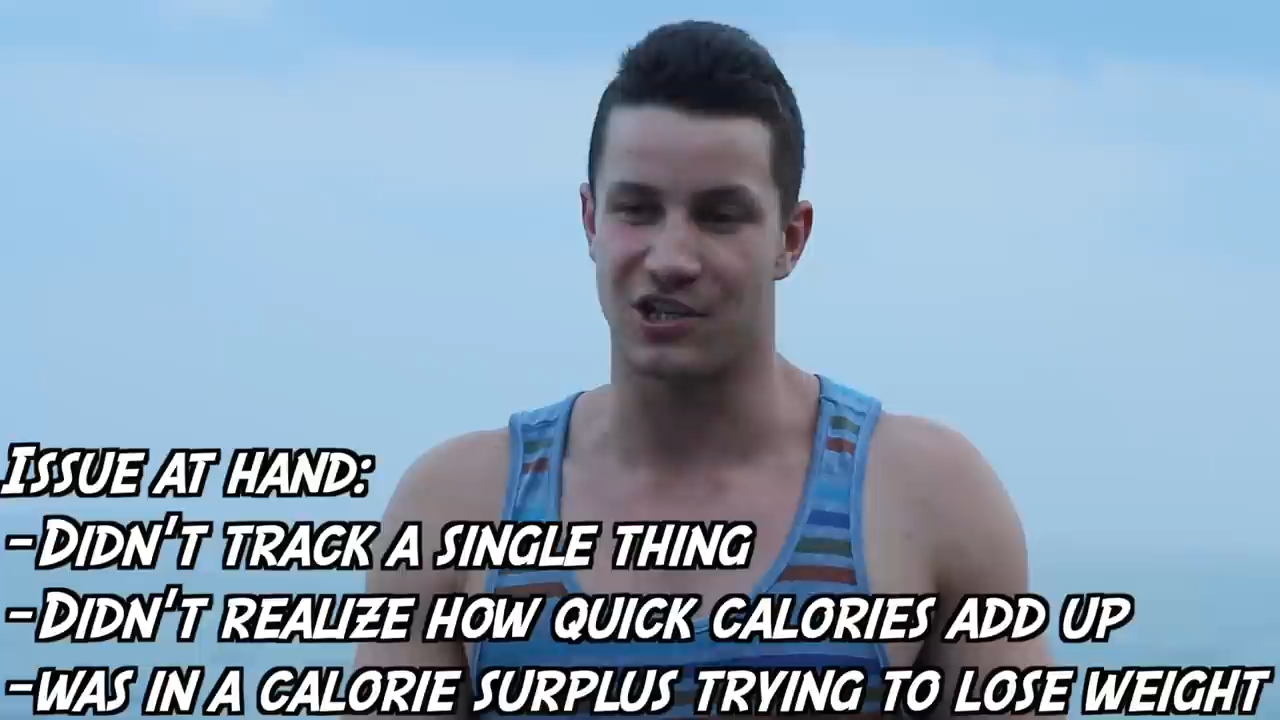 Issue at hand:
-Didn't track a single thing
-Didn't realize how quick calories add up
-was in a calorie surplus trying to lose weight